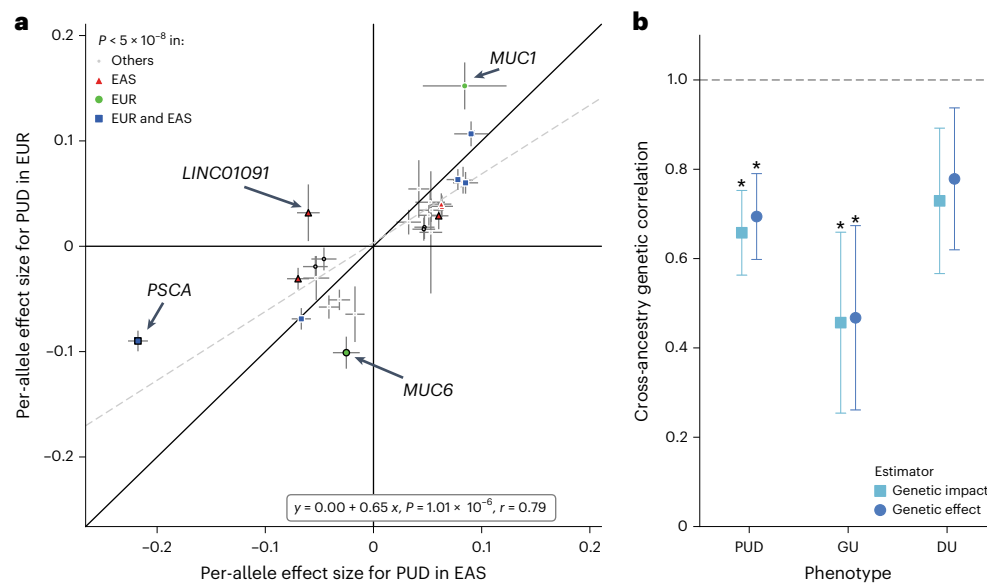 a
P < 5 × 10⁻⁸ in:
Others
EAS
EUR
EUR and EAS
MUC1
LINC01091
PSCA
MUC6
0.2
0.1
0
−0.1
−0.2
Per-allele effect size for PUD in EUR
y = 0.00 + 0.65 x, P = 1.01 × 10⁻⁶, r = 0.79
−0.2 −0.1 0 0.1 0.2
Per-allele effect size for PUD in EAS
b
1.0
0.8
0.6
0.4
0.2
0
Cross-ancestry genetic correlation
* * * *
Estimator
Genetic impact
Genetic effect
PUD GU DU
Phenotype